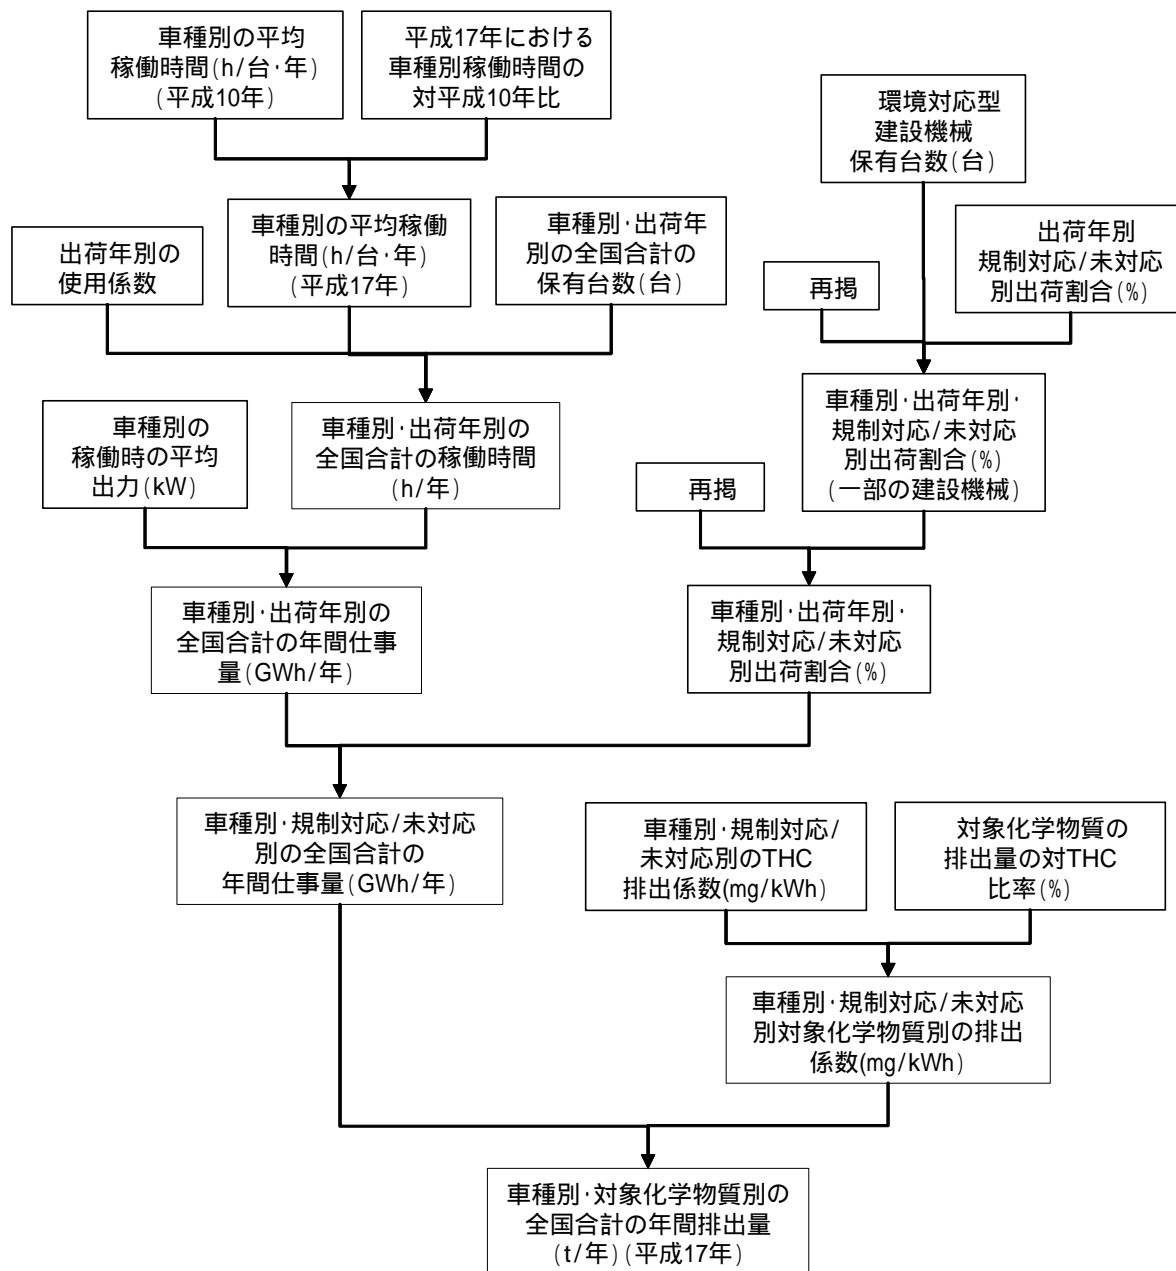 車種別の平均
稼働時間(h/台・年)
(平成10年)
平成17年における
車種別稼働時間の
対平成10年比
環境対応型
建設機械
保有台数(台)
出荷年別の
使用係数
車種別の平均稼働
時間(h/台・年)
(平成17年)
車種別・出荷年
別の全国合計の
保有台数(台)
再掲
出荷年別
規制対応/未対応
別出荷割合(%)
車種別の
稼働時の平均
出力(kW)
車種別・出荷年別の
全国合計の稼働時間
(h/年)
再掲
車種別・出荷年別・
規制対応/未対応
別出荷割合(%)
(一部の建設機械)
車種別・出荷年別の
全国合計の年間仕事
量(GWh/年)
車種別・出荷年別・
規制対応/未対応
別出荷割合(%)
車種別・規制対応/未対応
別の全国合計の
年間仕事量(GWh/年)
車種別・規制対応/
未対応別のTHC
排出係数(mg/kWh)
対象化学物質の
排出量の対THC
比率(%)
車種別・規制対応/未対応
別対象化学物質別の排出
係数(mg/kWh)
車種別・対象化学物質別の
全国合計の年間排出量
(t/年)(平成17年)